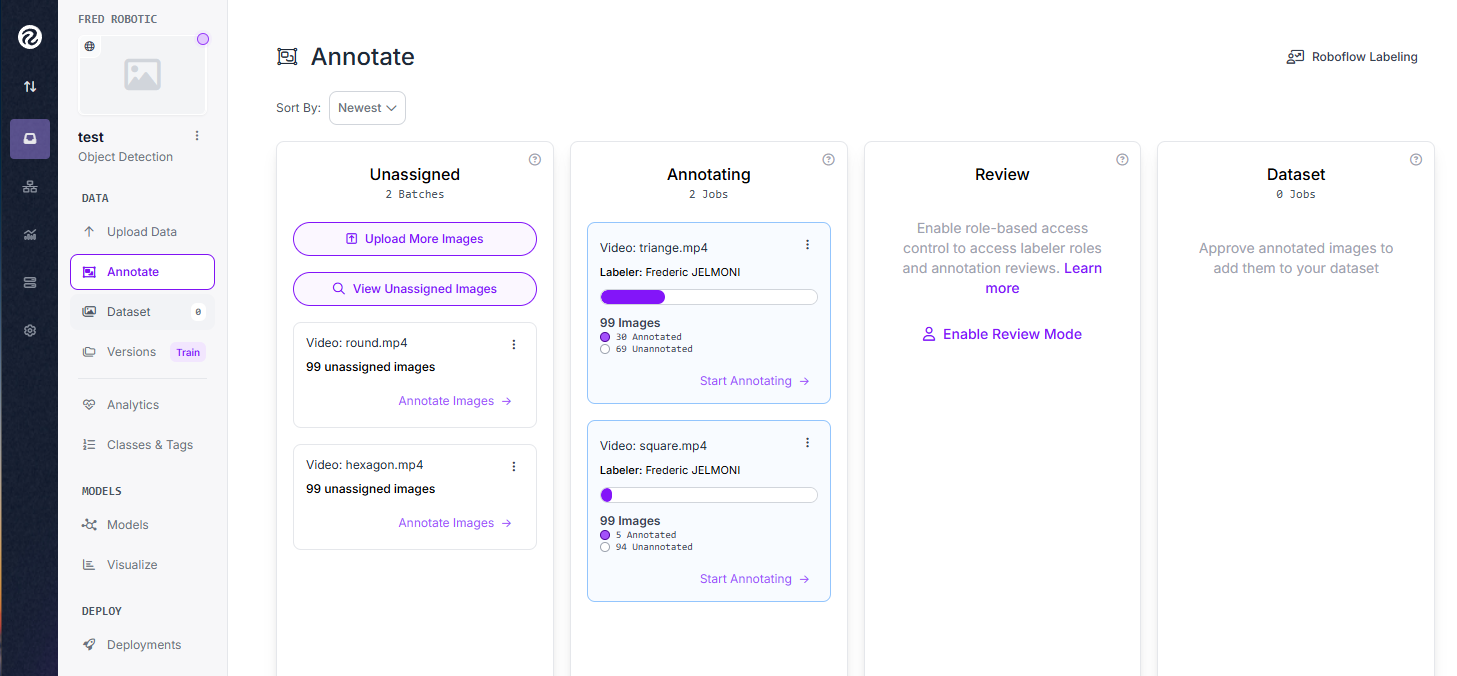 FRED ROBOTIC
test
Object Detection
DATA
Upload Data
Annotate
Dataset 0
Versions Train
Analytics
Classes & Tags
MODELS
Models
Visualize
DEPLOY
Deployments
Annotate
Roboflow Labeling
Sort By: Newest
Unassigned
2 Batches
Upload More Images
View Unassigned Images
Video: round.mp4
99 unassigned images
Annotate Images →
Video: hexagon.mp4
99 unassigned images
Annotate Images →
Annotating
2 Jobs
Video: triange.mp4
Labeler: Frederic JELMONI
99 Images
30 Annotated
69 Unannotated
Start Annotating →
Video: square.mp4
Labeler: Frederic JELMONI
99 Images
5 Annotated
94 Unannotated
Start Annotating →
Review
Enable role-based access
control to access labeler roles
and annotation reviews. Learn
more
Enable Review Mode
Dataset
0 Jobs
Approve annotated images to
add them to your dataset